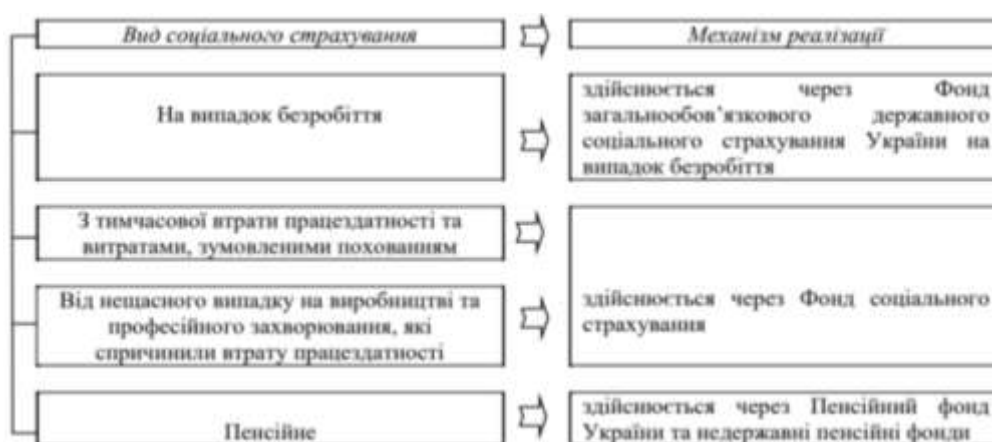 Вид соціального страхування
Механізм реалізації
На випадок безробіття
здійснюється через Фонд
загальнообов’язкового державного
соціального страхування України на
випадок безробіття
З тимчасової втрати працездатності та
витратами, зумовленими похованням
Від нещасного випадку на виробництві та
професійного захворювання, які
спричинили втрату працездатності
здійснюється через Фонд соціального
страхування
Пенсійне
здійснюється через Пенсійний фонд
України та недержавні пенсійні фонди